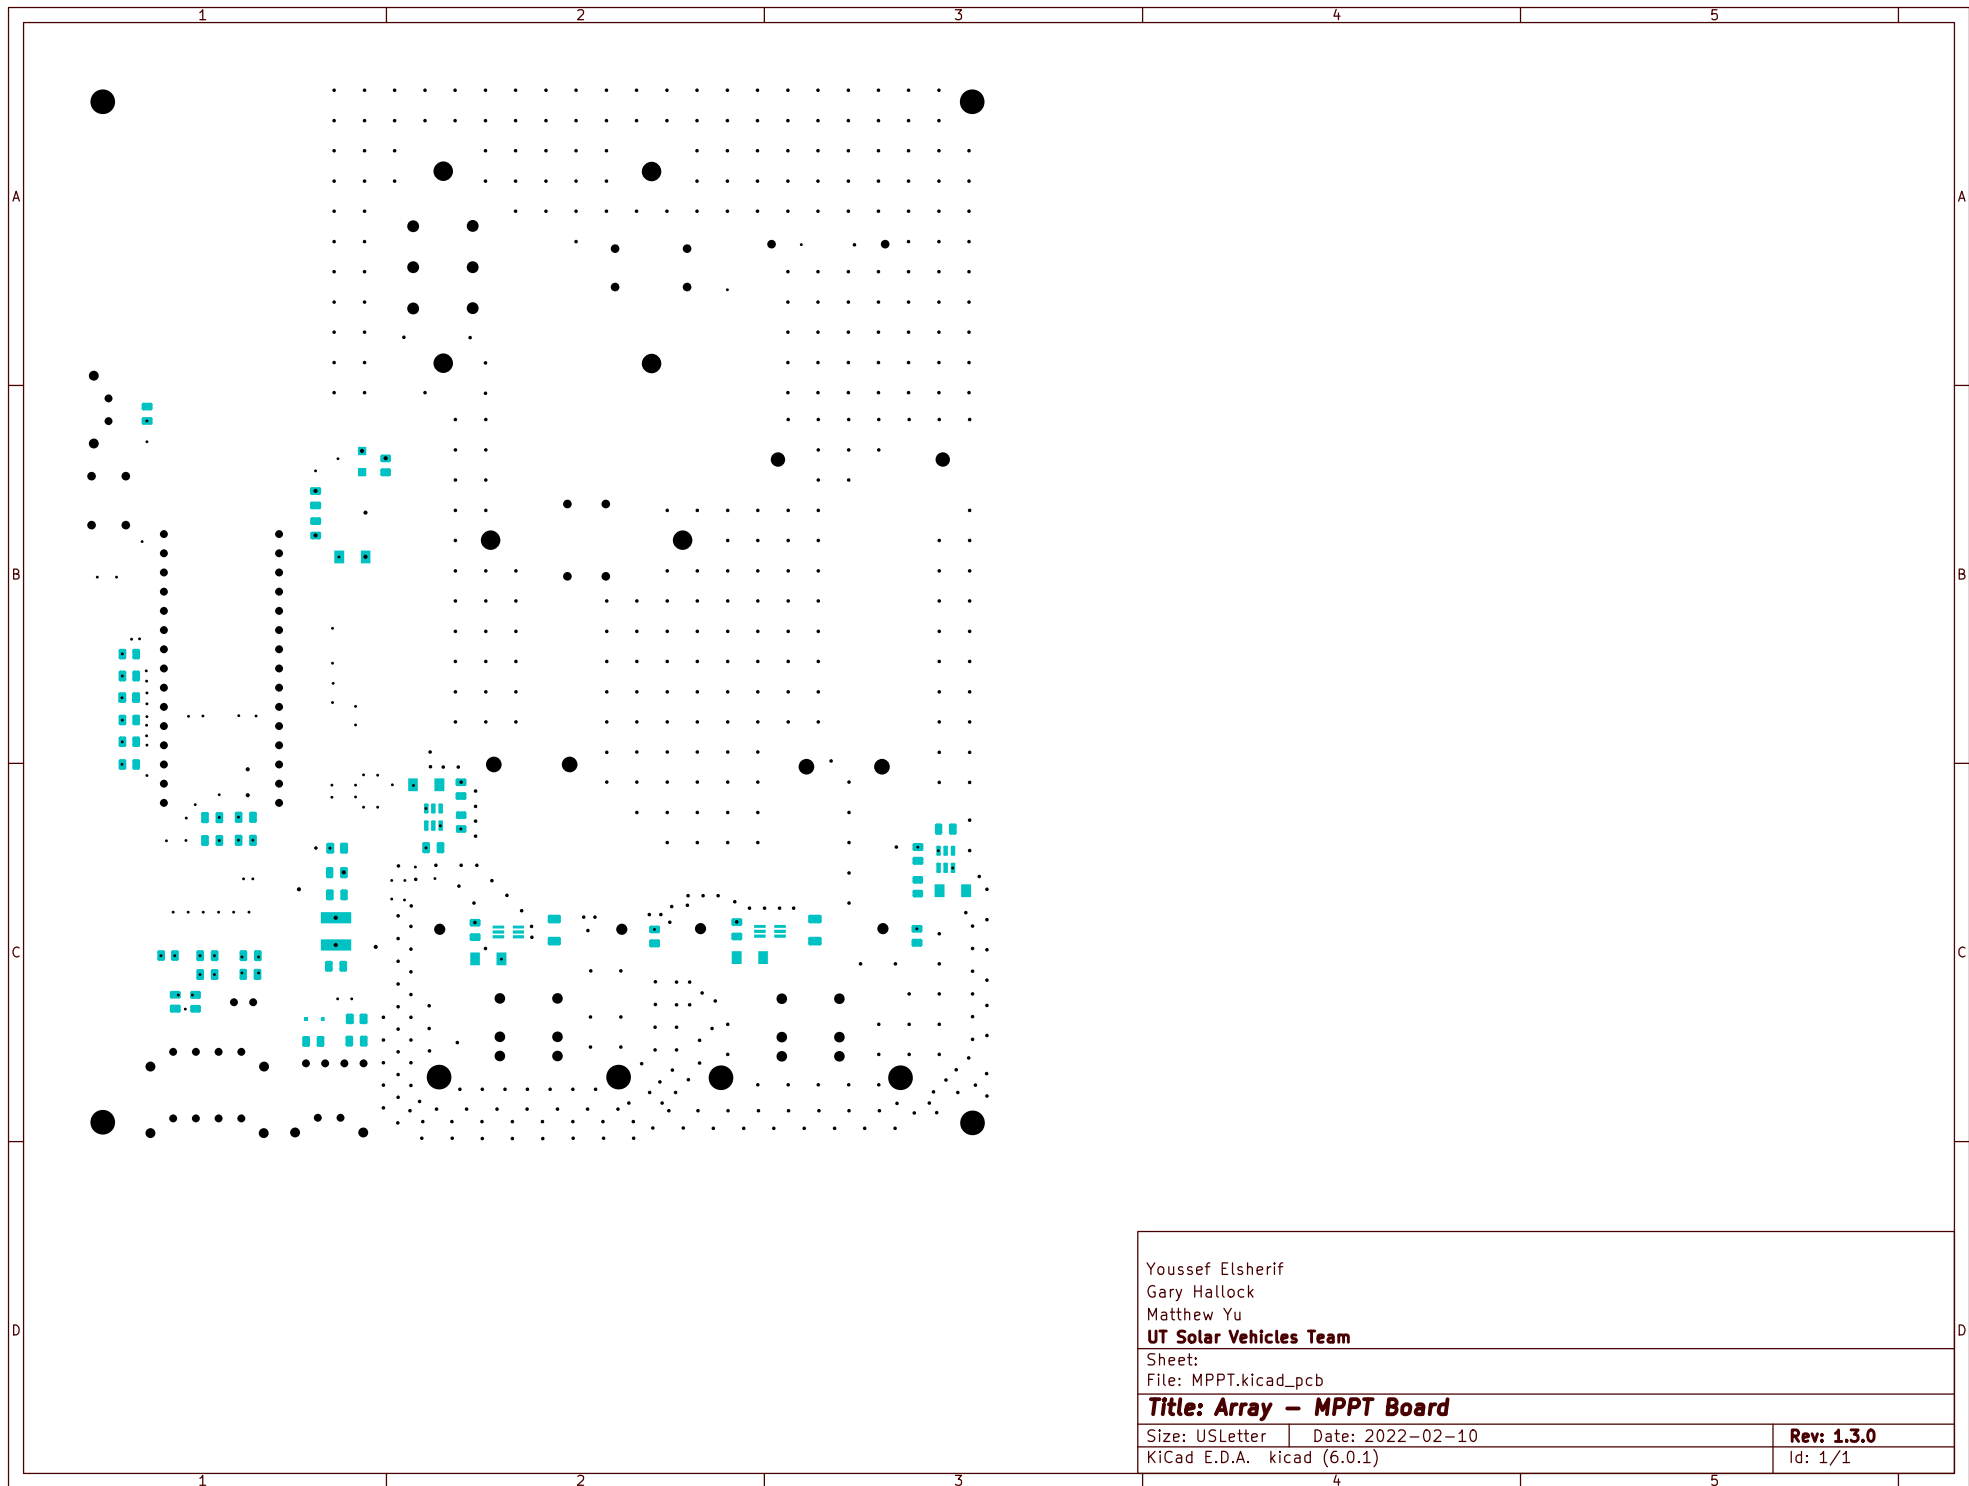 1 2 3 4 5
A A
B B
C C
D D
Youssef Elsherif
Gary Hallock
Matthew Yu
UT Solar Vehicles Team
Sheet:
File: MPPT.kicad_pcb
Title: Array – MPPT Board
Size: USLetter Date: 2022-02-10 Rev: 1.3.0
KiCad E.D.A. kicad (6.0.1) Id: 1/1
1 2 3 4 5